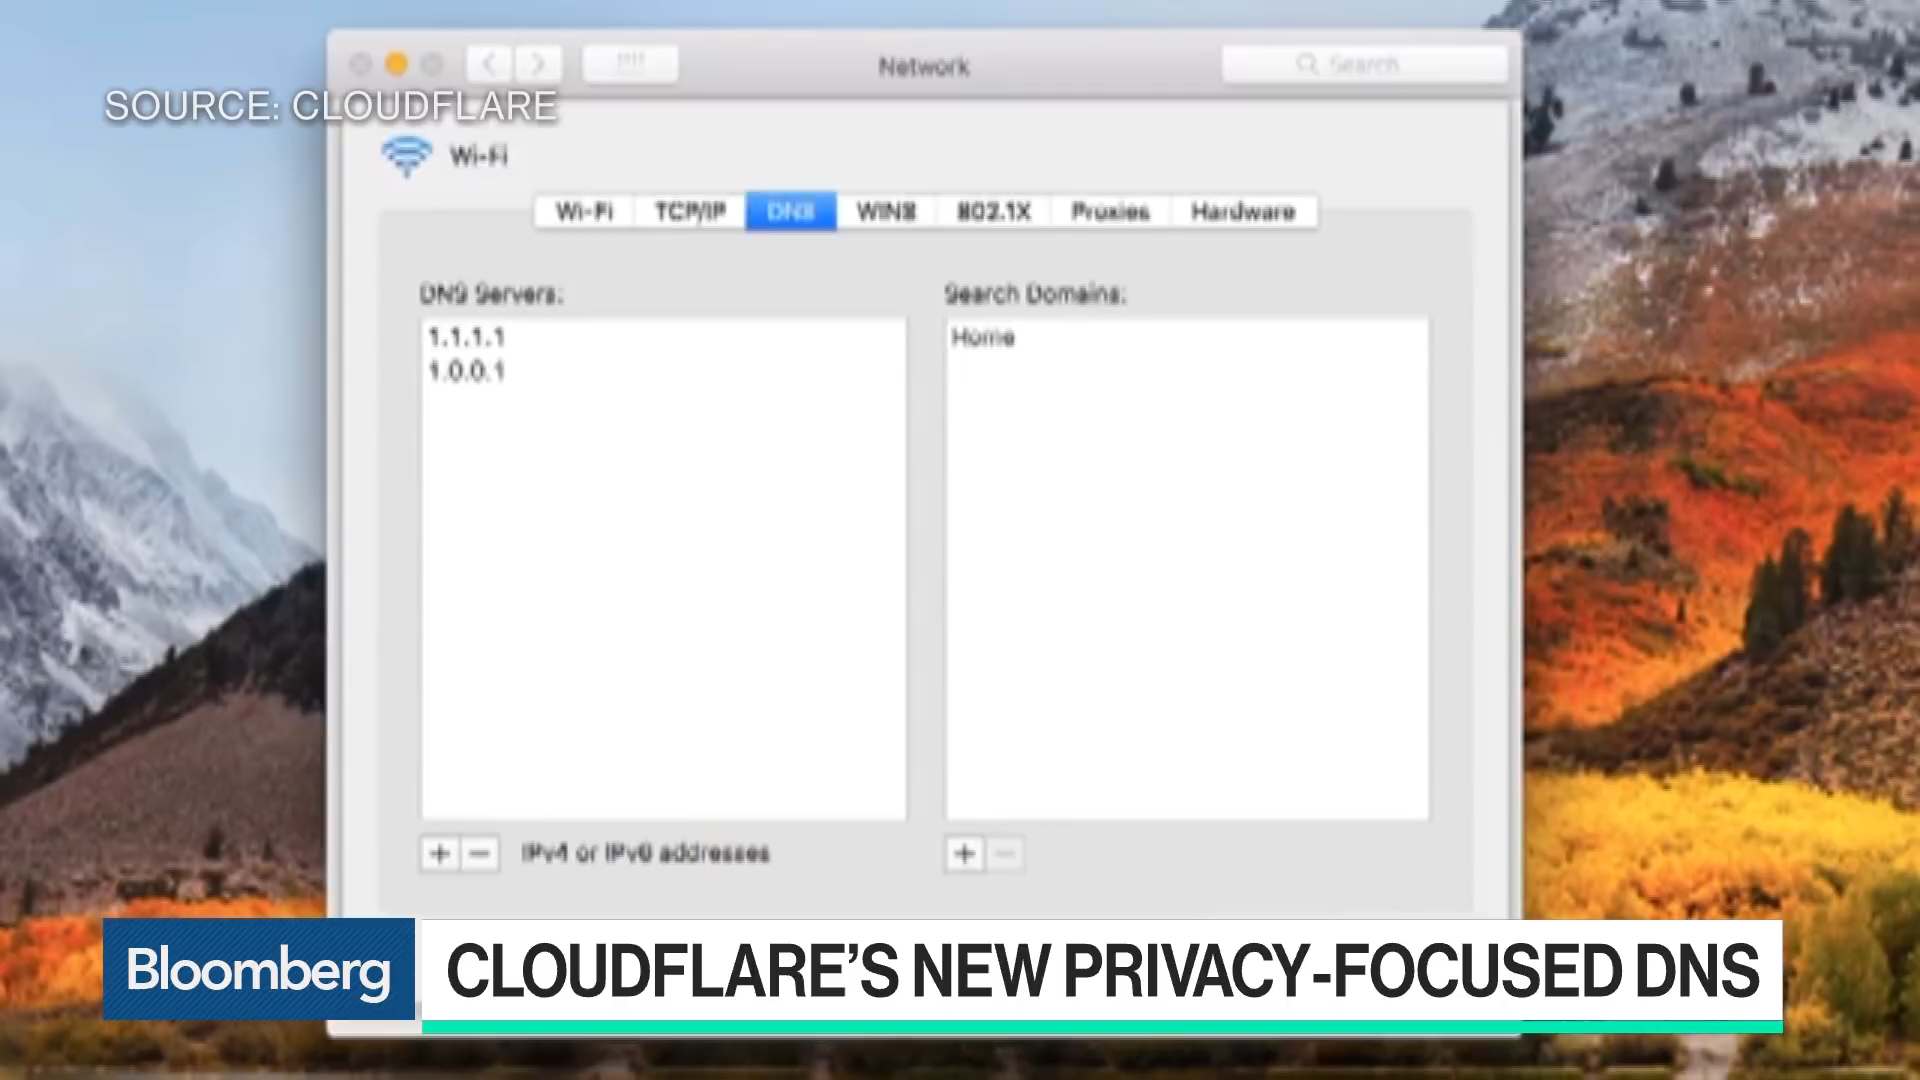 Network
Search
SOURCE: CLOUDFLARE
Wi-Fi
Wi-Fi TCP/IP DNS WINS 802.1X Proxies Hardware
DNS Servers: Search Domains:
1.1.1.1 Home
1.0.0.1
+ − IPv4 or IPv6 addresses + −
Bloomberg CLOUDFLARE’S NEW PRIVACY-FOCUSED DNS